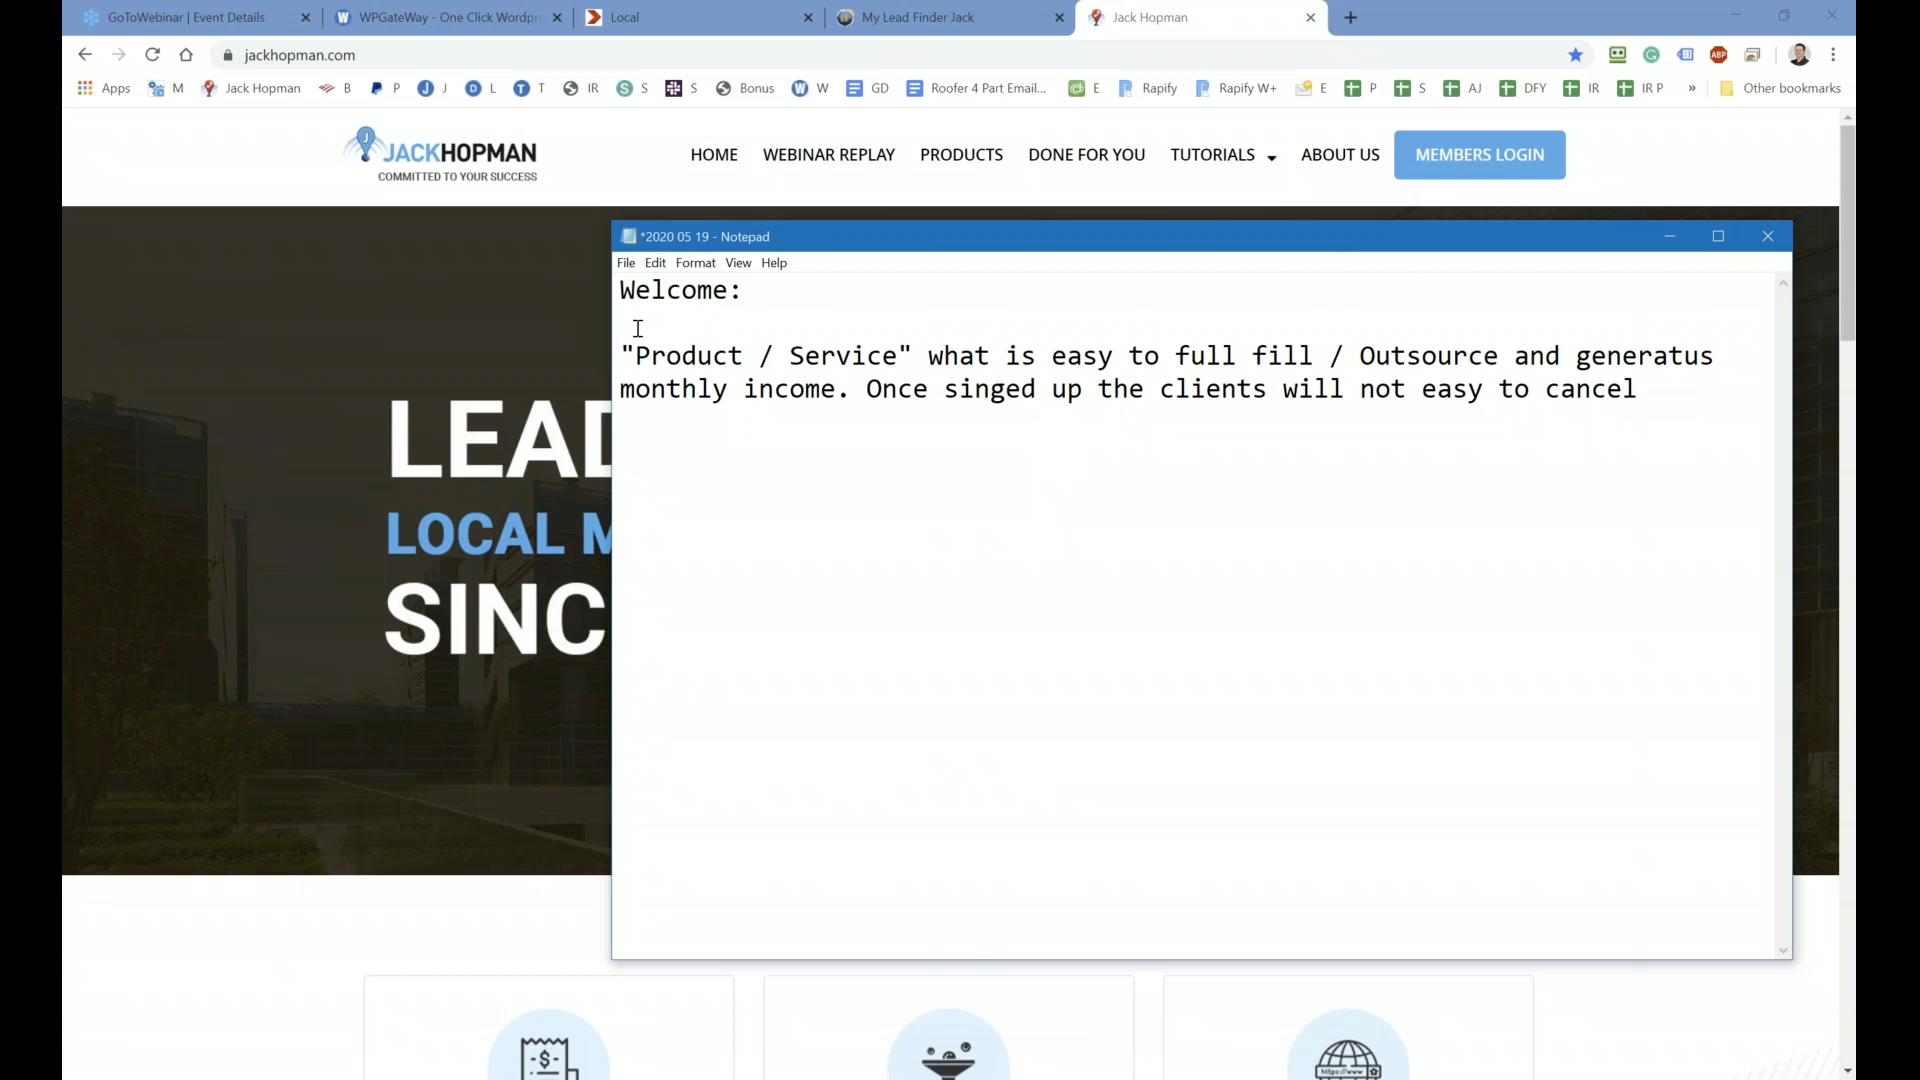 GoToWebinar | Event Details
WPGateWay - One Click Wordpr
Local
My Lead Finder Jack
Jack Hopman
jackhopman.com
Apps M Jack Hopman B P J L T IR S S Bonus W GD Roofer 4 Part Email... E Rapify Rapify W+ E P S AJ DFY IR IR P » Other bookmarks
JACKHOPMAN
COMMITTED TO YOUR SUCCESS
HOME WEBINAR REPLAY PRODUCTS DONE FOR YOU TUTORIALS ABOUT US MEMBERS LOGIN
*2020 05 19 - Notepad
File Edit Format View Help
Welcome:
"Product / Service" what is easy to full fill / Outsource and generatus
monthly income. Once singed up the clients will not easy to cancel
LEAD
LOCAL M
SINC
-$-
https://www